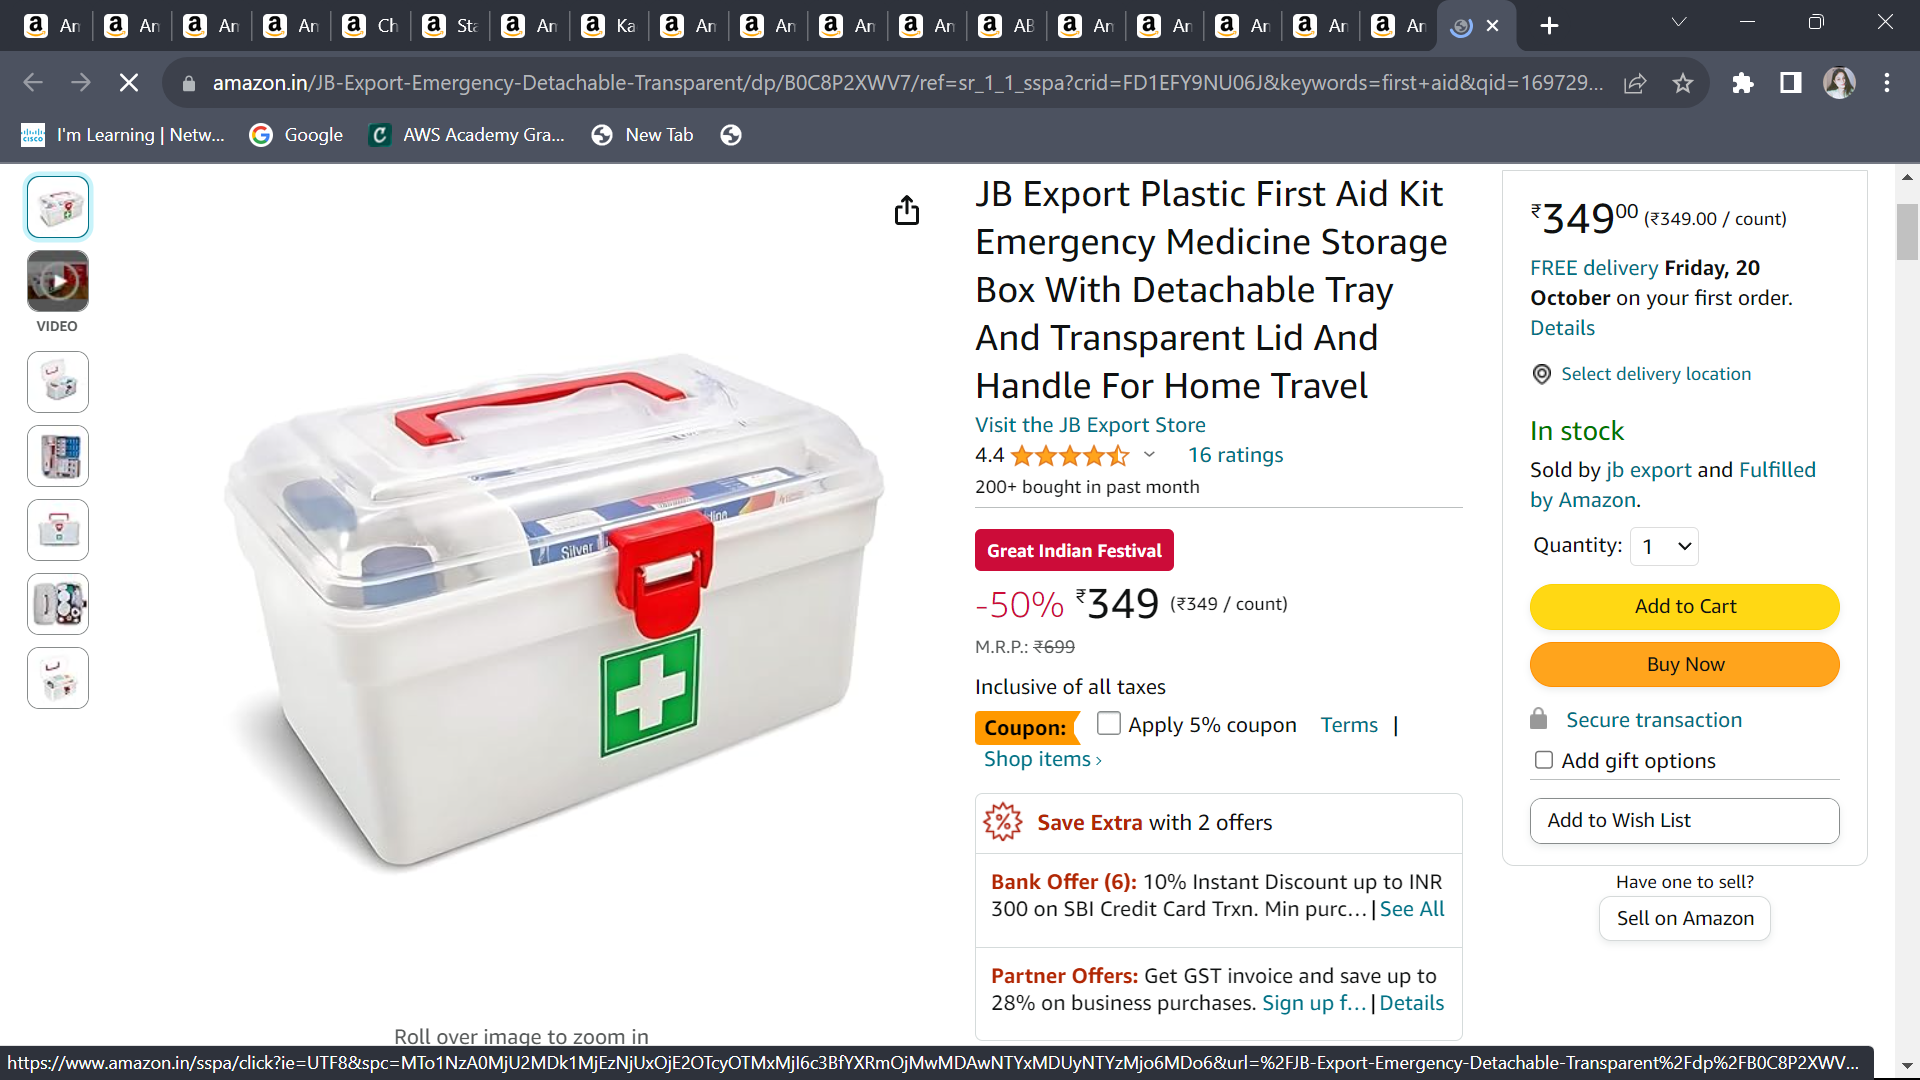 An
An
An
An
Ch
Sta
An
Ka
An
An
An
An
AB
An
An
An
An
An
amazon.in/JB-Export-Emergency-Detachable-Transparent/dp/B0C8P2XWV7/ref=sr_1_1_sspa?crid=FD1EFY9NU06J&keywords=first+aid&qid=169729...
I'm Learning | Netw...
Google
AWS Academy Gra...
New Tab
VIDEO
Silver
Roll over image to zoom in
JB Export Plastic First Aid Kit
Emergency Medicine Storage
Box With Detachable Tray
And Transparent Lid And
Handle For Home Travel
Visit the JB Export Store
4.4
16 ratings
200+ bought in past month
Great Indian Festival
-50% ₹349 (₹349 / count)
M.R.P.: ₹699
Inclusive of all taxes
Coupon: Apply 5% coupon Terms |
Shop items ›
Save Extra with 2 offers
Bank Offer (6): 10% Instant Discount up to INR
300 on SBI Credit Card Trxn. Min purc... | See All
Partner Offers: Get GST invoice and save up to
28% on business purchases. Sign up f... | Details
₹349 00 (₹349.00 / count)
FREE delivery Friday, 20
October on your first order.
Details
Select delivery location
In stock
Sold by jb export and Fulfilled
by Amazon.
Quantity: 1
Add to Cart
Buy Now
Secure transaction
Add gift options
Add to Wish List
Have one to sell?
Sell on Amazon
https://www.amazon.in/sspa/click?ie=UTF8&spc=MTo1NzA0MjU2MDk1MjEzNjUxOjE2OTcyOTMxMjI6c3BfYXRmOjMwMDAwNTYxMDUyNTYzMjo6MDo6&url=%2FJB-Export-Emergency-Detachable-Transparent%2Fdp%2FB0C8P2XWV...